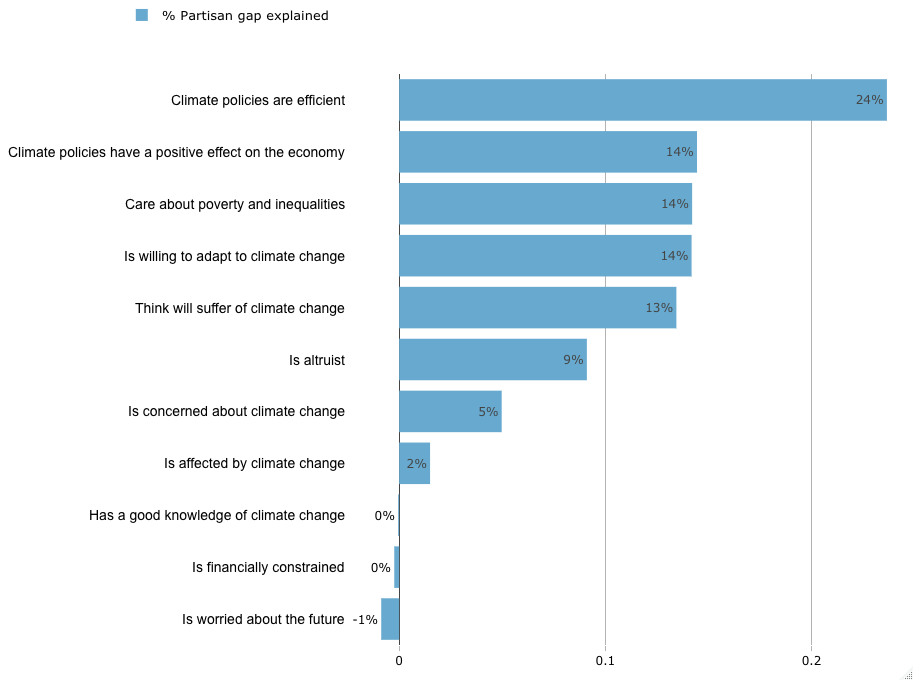 % Partisan gap explained
Climate policies are efficient 24%
Climate policies have a positive effect on the economy 14%
Care about poverty and inequalities 14%
Is willing to adapt to climate change 14%
Think will suffer of climate change 13%
Is altruist 9%
Is concerned about climate change 5%
Is affected by climate change 2%
Has a good knowledge of climate change 0%
Is financially constrained 0%
Is worried about the future -1%
0 0.1 0.2